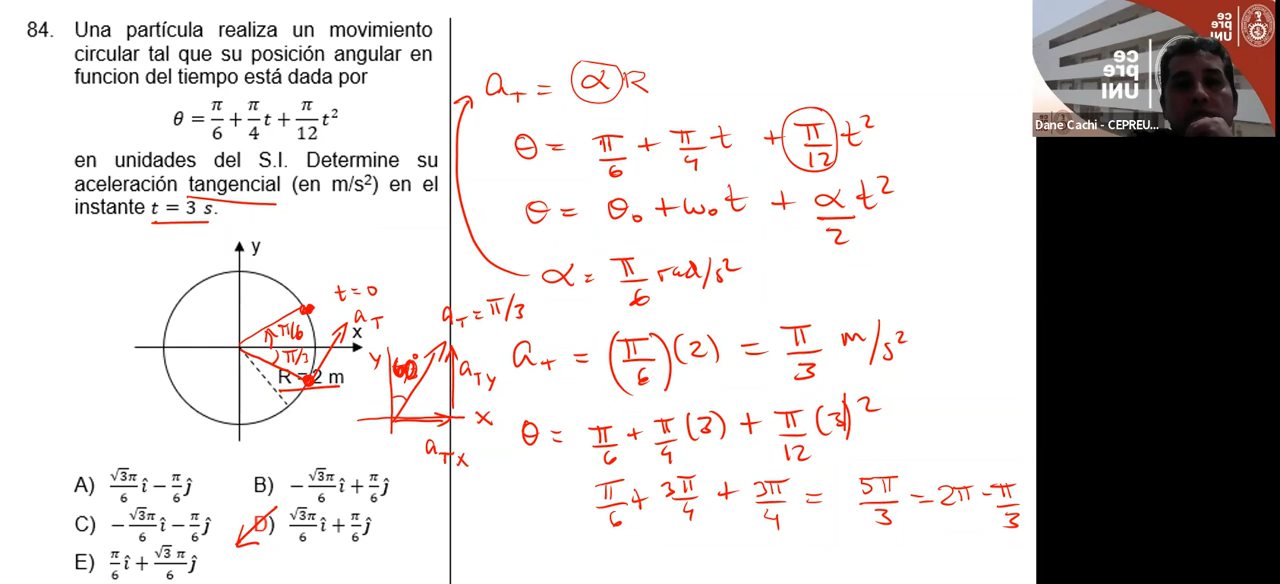 84. Una partícula realiza un movimiento
circular tal que su posición angular en
funcion del tiempo está dada por
θ = π/6 + π/4 t + π/12 t²
en unidades del S.I. Determine su
aceleración tangencial (en m/s²) en el
instante t = 3 s.
y
t=0
a_T
x
π/6
π/3
R = 2 m
A) √3π/6 î − π/6 ĵ
B) − √3π/6 î + π/6 ĵ
C) − √3π/6 î − π/6 ĵ
D) √3π/6 î + π/6 ĵ
E) π/6 î + √3 π/6 ĵ
a_T = π/3
y
60°
a_Ty
x
a_Tx
a_T = αR
θ = π/6 + π/4 t + π/12 t²
θ = θ₀ + ω₀t + α/2 t²
α = π/6 rad/s²
a_T = (π/6)(2) = π/3 m/s²
θ = π/6 + π/4 (3) + π/12 (3)²
π/6 + 3π/4 + 3π/4 = 5π/3 = 2π - π/3
ce
pre
UNI
ce
pre
UNI
Dane Cachi - CEPREU...